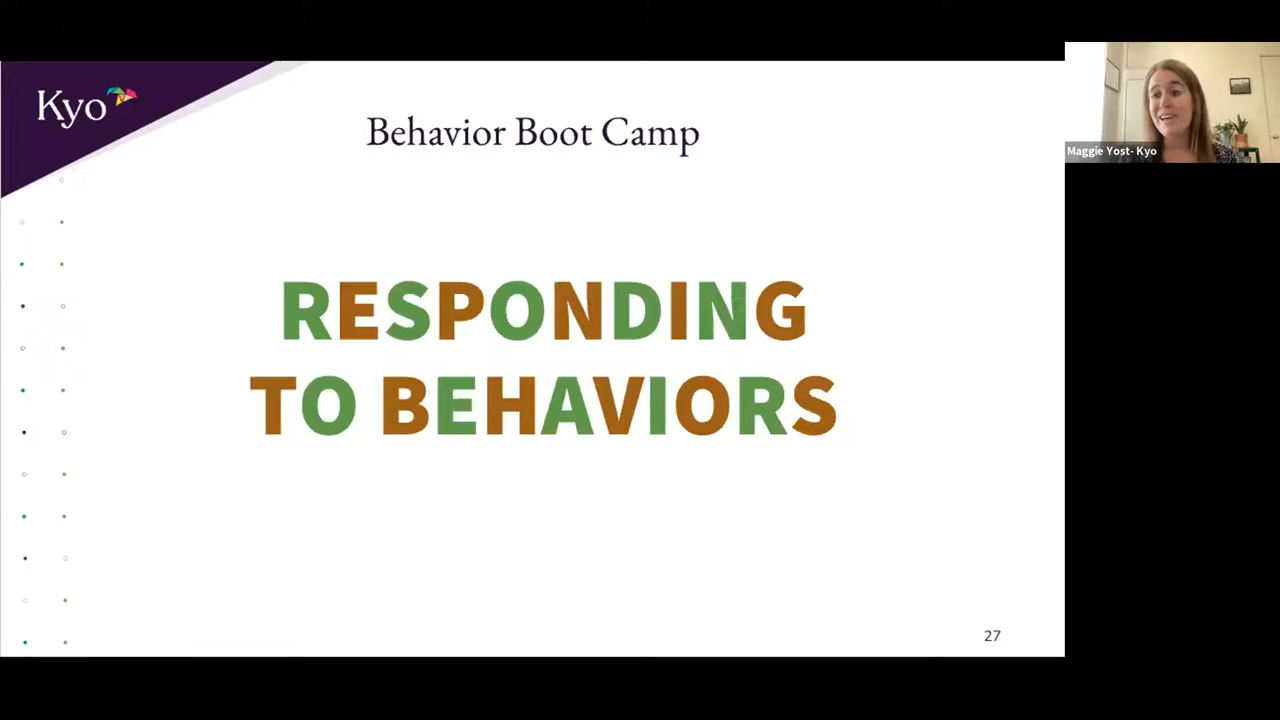 Kyo
Behavior Boot Camp
Maggie Yost- Kyo
RESPONDING
TO BEHAVIORS
27